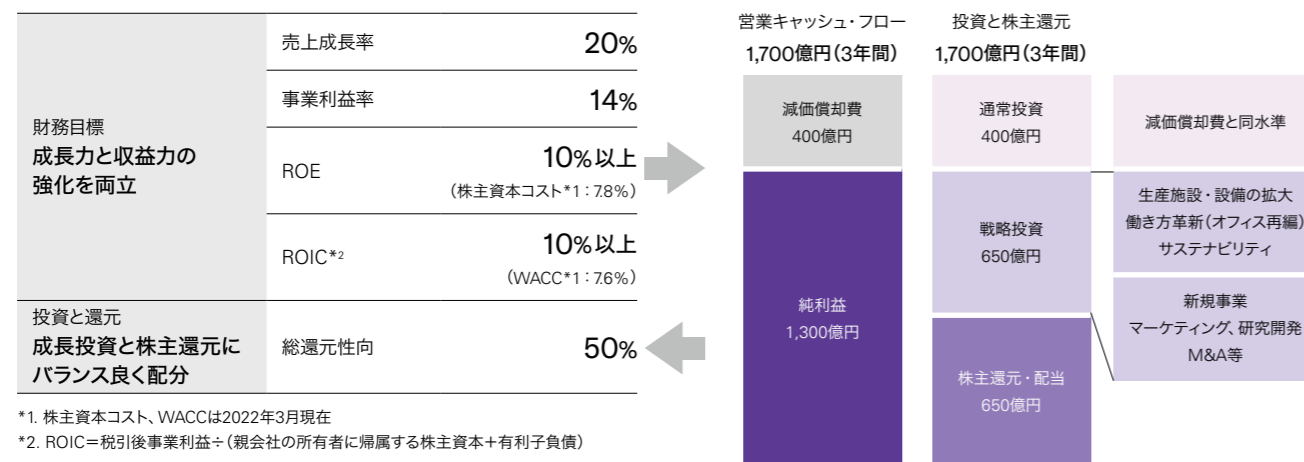 財務目標
成長力と収益力の
強化を両立
売上成長率
20%
事業利益率
14%
ROE
10%以上
(株主資本コスト*1:7.8%)
ROIC*2
10%以上
(WACC*1:7.6%)
投資と還元
成長投資と株主還元に
バランス良く配分
総還元性向
50%
*1. 株主資本コスト、WACCは2022年3月現在
*2. ROIC=税引後事業利益÷(親会社の所有者に帰属する株主資本+有利子負債)
営業キャッシュ・フロー
1,700億円(3年間)
減価償却費
400億円
純利益
1,300億円
投資と株主還元
1,700億円(3年間)
通常投資
400億円
戦略投資
650億円
株主還元・配当
650億円
減価償却費と同水準
生産施設・設備の拡大
働き方革新(オフィス再編)
サステナビリティ
新規事業
マーケティング、研究開発
M&A等